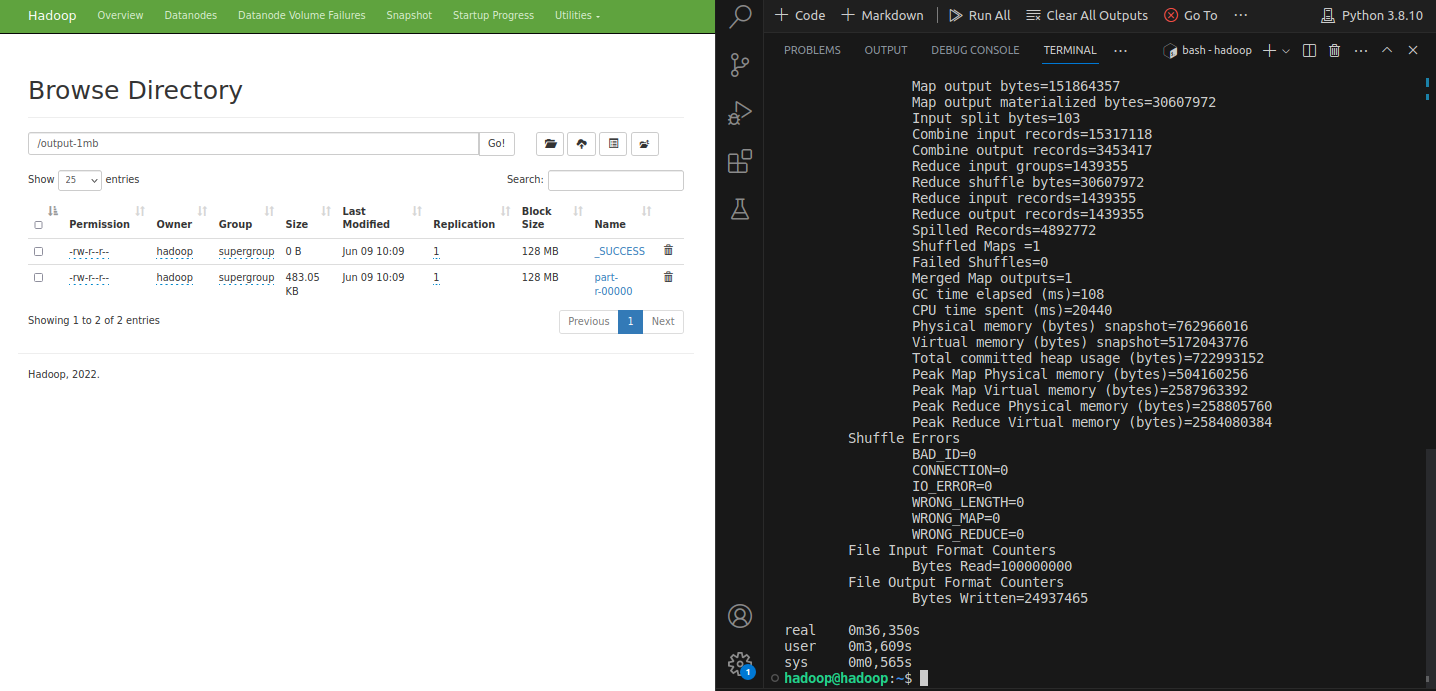 Hadoop Overview Datanodes Datanode Volume Failures Snapshot Startup Progress Utilities
Browse Directory
/output-1mb Go!
Show 25 entries Search:
Permission Owner Group Size Last Modified Replication Block Size Name
-rw-r--r-- hadoop supergroup 0 B Jun 09 10:09 1 128 MB _SUCCESS
-rw-r--r-- hadoop supergroup 483.05 KB Jun 09 10:09 1 128 MB part-r-00000
Showing 1 to 2 of 2 entries Previous 1 Next
Hadoop, 2022.
Code Markdown Run All Clear All Outputs Go To ... Python 3.8.10
PROBLEMS OUTPUT DEBUG CONSOLE TERMINAL ... bash - hadoop ...
Map output bytes=151864357
Map output materialized bytes=30607972
Input split bytes=103
Combine input records=15317118
Combine output records=3453417
Reduce input groups=1439355
Reduce shuffle bytes=30607972
Reduce input records=1439355
Reduce output records=1439355
Spilled Records=4892772
Shuffled Maps =1
Failed Shuffles=0
Merged Map outputs=1
GC time elapsed (ms)=108
CPU time spent (ms)=20440
Physical memory (bytes) snapshot=762966016
Virtual memory (bytes) snapshot=5172043776
Total committed heap usage (bytes)=722993152
Peak Map Physical memory (bytes)=504160256
Peak Map Virtual memory (bytes)=2587963392
Peak Reduce Physical memory (bytes)=258805760
Peak Reduce Virtual memory (bytes)=2584080384
Shuffle Errors
BAD_ID=0
CONNECTION=0
IO_ERROR=0
WRONG_LENGTH=0
WRONG_MAP=0
WRONG_REDUCE=0
File Input Format Counters
Bytes Read=100000000
File Output Format Counters
Bytes Written=24937465
real 0m36,350s
user 0m3,609s
sys 0m0,565s
1
hadoop@hadoop:~$